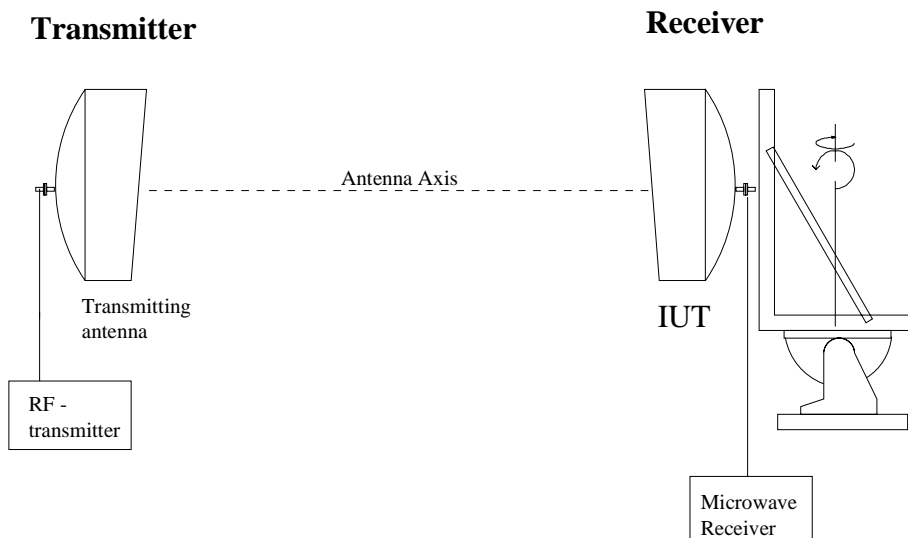 Transmitter
Receiver
Antenna Axis
Transmitting
antenna
IUT
RF -
transmitter
Microwave
Receiver